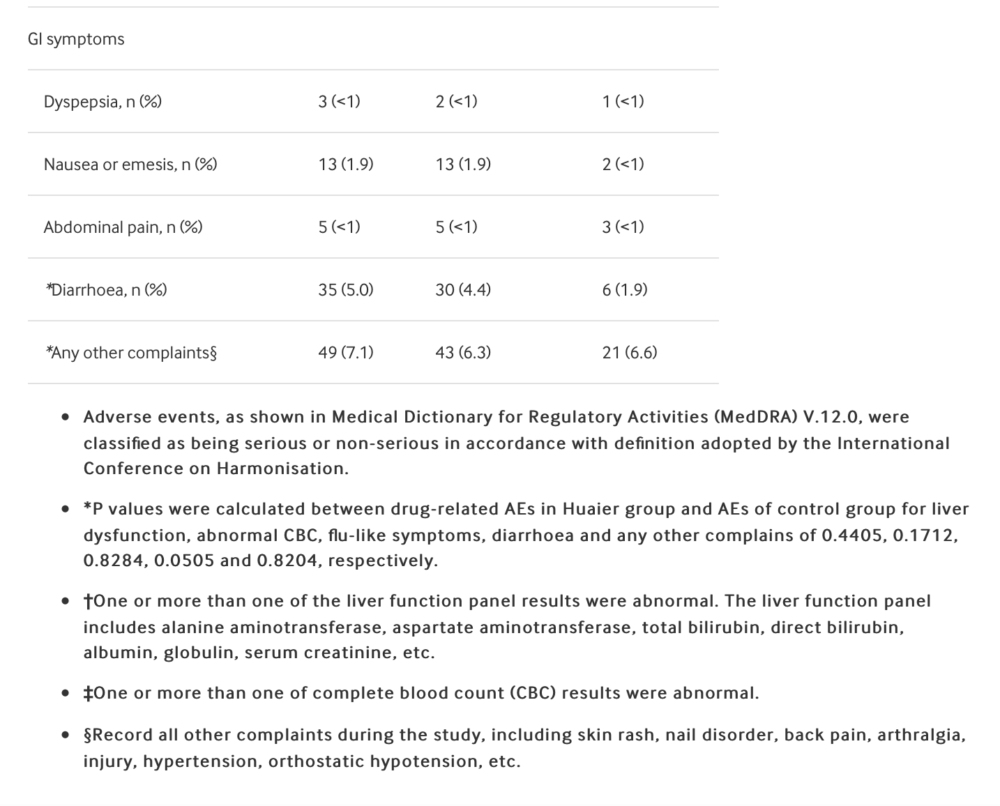 GI symptoms
Dyspepsia, n (%) 3 (<1) 2 (<1) 1 (<1)
Nausea or emesis, n (%) 13 (1.9) 13 (1.9) 2 (<1)
Abdominal pain, n (%) 5 (<1) 5 (<1) 3 (<1)
*Diarrhoea, n (%) 35 (5.0) 30 (4.4) 6 (1.9)
*Any other complaints§ 49 (7.1) 43 (6.3) 21 (6.6)
• Adverse events, as shown in Medical Dictionary for Regulatory Activities (MedDRA) V.12.0, were
classified as being serious or non-serious in accordance with definition adopted by the International
Conference on Harmonisation.
• *P values were calculated between drug-related AEs in Huaier group and AEs of control group for liver
dysfunction, abnormal CBC, flu-like symptoms, diarrhoea and any other complains of 0.4405, 0.1712,
0.8284, 0.0505 and 0.8204, respectively.
• †One or more than one of the liver function panel results were abnormal. The liver function panel
includes alanine aminotransferase, aspartate aminotransferase, total bilirubin, direct bilirubin,
albumin, globulin, serum creatinine, etc.
• ‡One or more than one of complete blood count (CBC) results were abnormal.
• §Record all other complaints during the study, including skin rash, nail disorder, back pain, arthralgia,
injury, hypertension, orthostatic hypotension, etc.